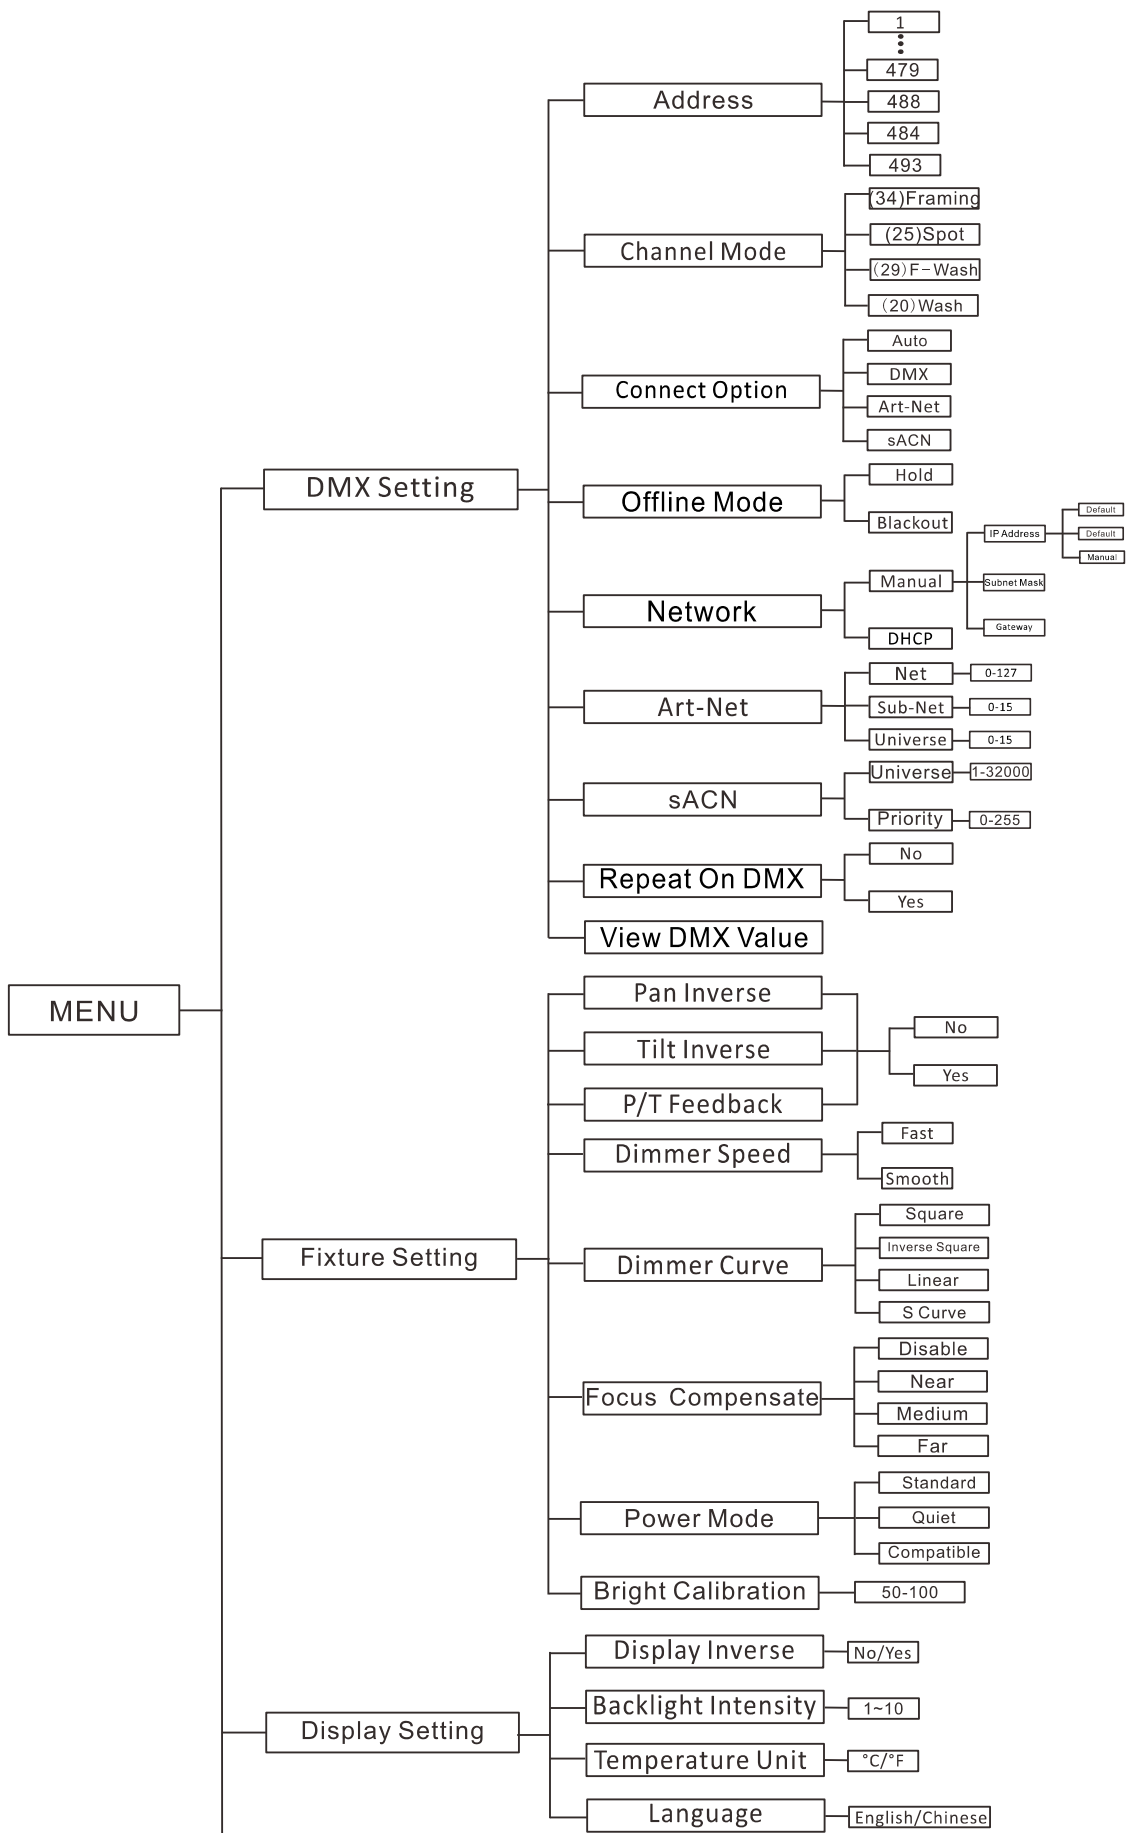 MENU
DMX Setting
Address
1
479
488
484
493
Channel Mode
(34)Framing
(25)Spot
(29)F-Wash
(20)Wash
Connect Option
Auto
DMX
Art-Net
sACN
Offline Mode
Hold
Blackout
Network
Manual
IP Address
Default
Default
Manual
Subnet Mask
Gateway
DHCP
Art-Net
Net
0-127
Sub-Net
0-15
Universe
0-15
sACN
Universe
1-32000
Priority
0-255
Repeat On DMX
No
Yes
View DMX Value
Fixture Setting
Pan Inverse
Tilt Inverse
P/T Feedback
No
Yes
Dimmer Speed
Fast
Smooth
Dimmer Curve
Square
Inverse Square
Linear
S Curve
Focus Compensate
Disable
Near
Medium
Far
Power Mode
Standard
Quiet
Compatible
Bright Calibration
50-100
Display Setting
Display Inverse
No/Yes
Backlight Intensity
1~10
Temperature Unit
°C/°F
Language
English/Chinese